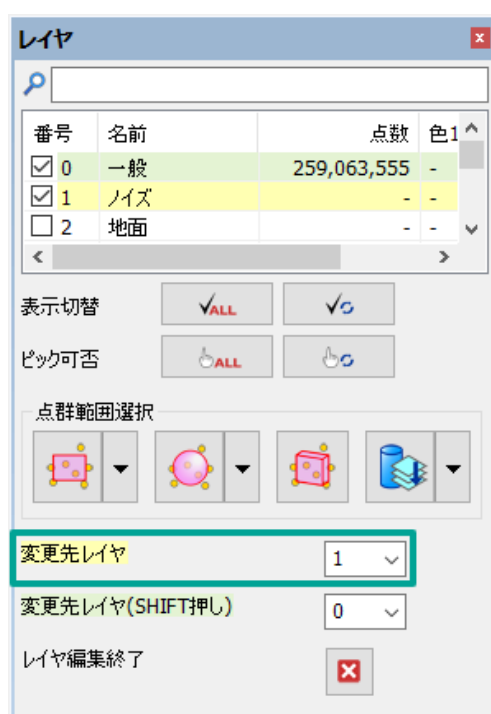 レイヤ
番号 名前 点数 色1
0 一般 259,063,555 -
1 ノイズ - -
2 地面 - -
表示切替 ALL
ピック可否 ALL
点群範囲選択
変更先レイヤ 1
変更先レイヤ(SHIFT押し) 0
レイヤ編集終了